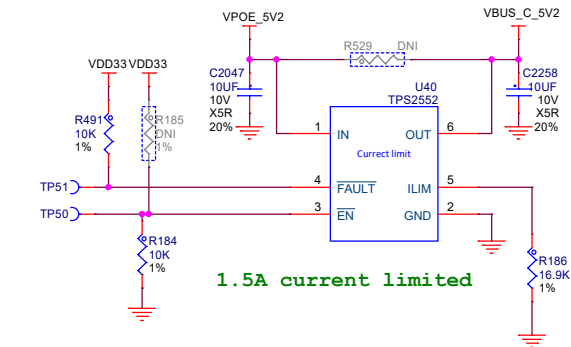 VPOE_5V2
VBUS_C_5V2
R529 DNI
VDD33 VDD33
C2047
10UF
10V
X5R
20%
U40
TPS2552
C2258
10UF
10V
X5R
20%
R491
10K
1%
R185
DNI
1%
1 IN OUT 6
Currect limit
TP51
4 FAULT ILIM 5
TP50
3 EN GND 2
R184
10K
1%
R186
16.9K
1%
1.5A current limited